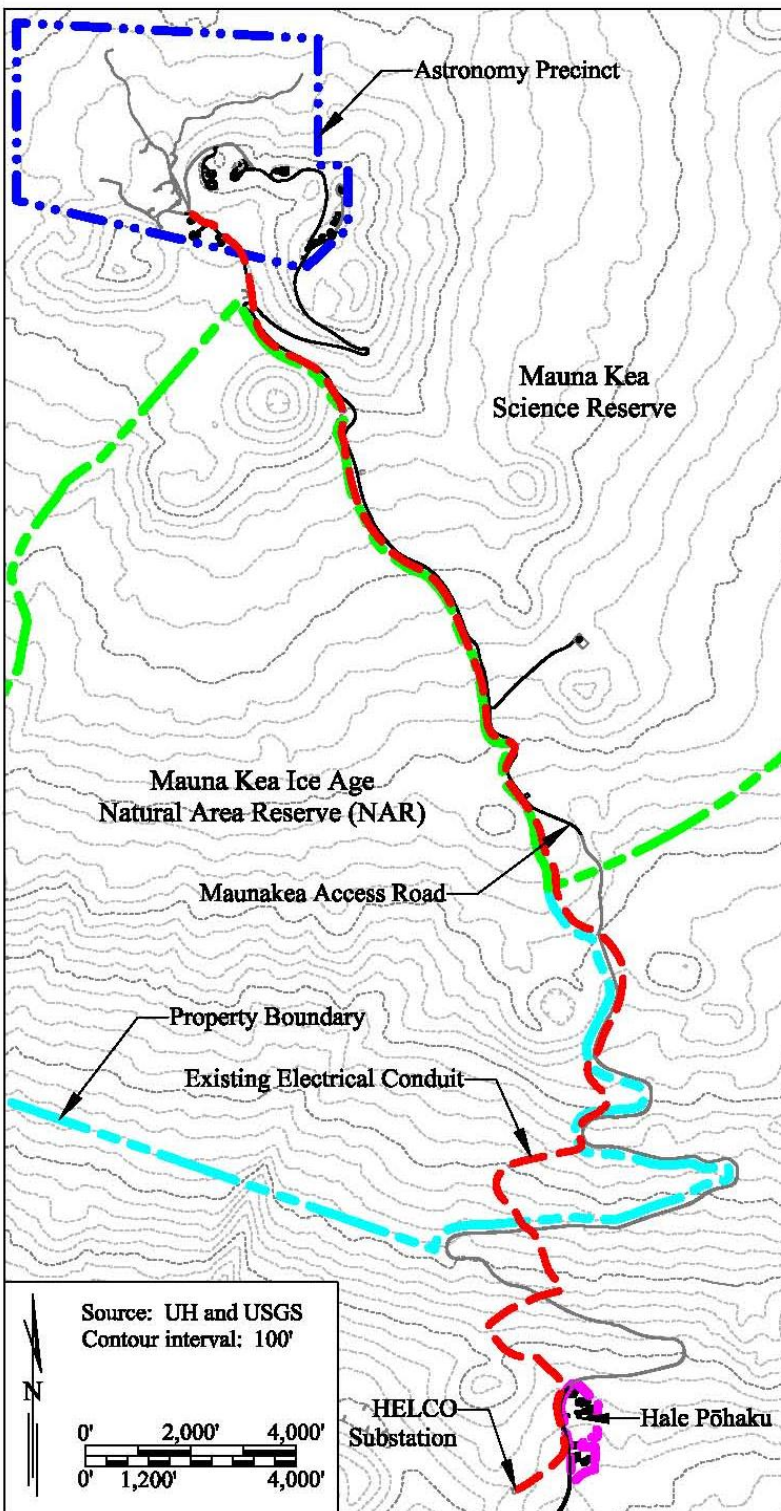 Astronomy Precinct
Mauna Kea
Science Reserve
Mauna Kea Ice Age
Natural Area Reserve (NAR)
Maunakea Access Road
Property Boundary
Existing Electrical Conduit
Source: UH and USGS
Contour interval: 100'
N
0' 2,000' 4,000'
0' 1,200' 4,000'
HELCO
Substation
Hale Pōhaku